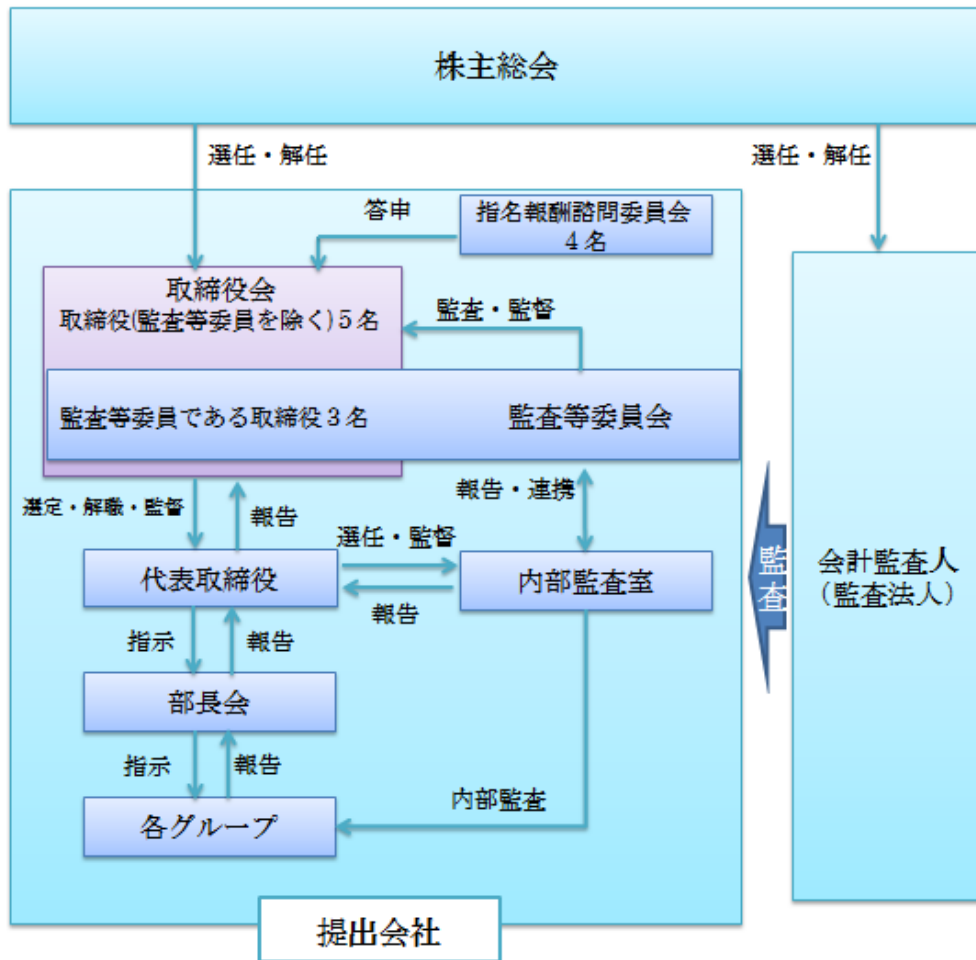 株主総会
選任・解任
選任・解任
答申
指名報酬諮問委員会
４名
取締役会
取締役(監査等委員を除く)５名
監査・監督
監査等委員である取締役３名
監査等委員会
選定・解職・監督
報告
報告・連携
選任・監督
代表取締役
内部監査室
報告
監査
会計監査人
（監査法人）
指示
報告
部長会
指示
報告
内部監査
各グループ
提出会社